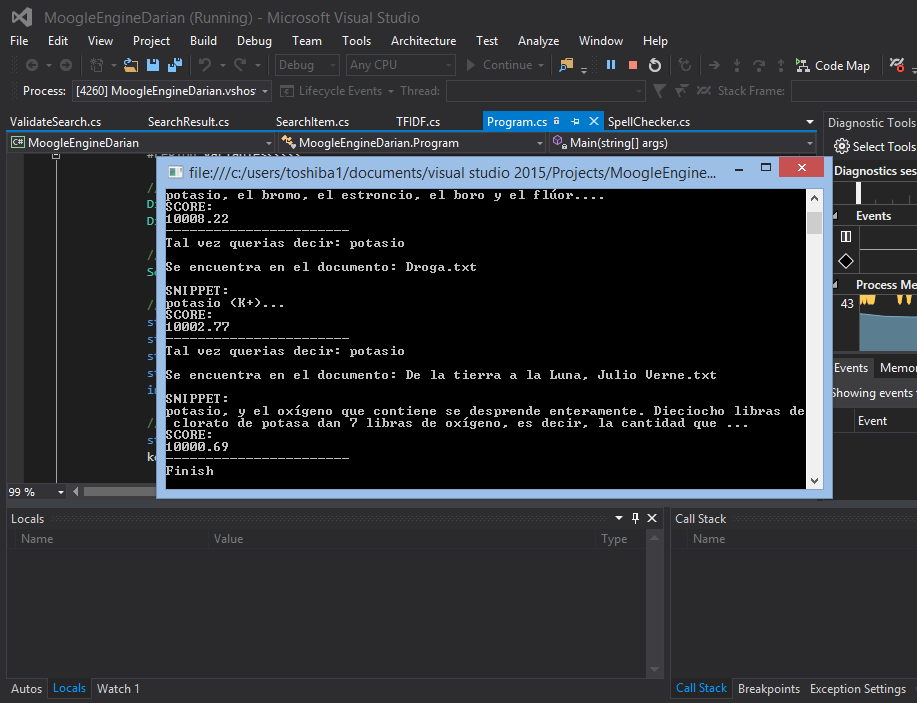 MoogleEngineDarian (Running) - Microsoft Visual Studio
File Edit View Project Build Debug Team Tools Architecture Test Analyze Window Help
Debug Any CPU Continue Code Map
Process: [4260] MoogleEngineDarian.vshos Lifecycle Events Thread: Stack Frame:
ValidateSearch.cs SearchResult.cs SearchItem.cs TFIDF.cs Program.cs SpellChecker.cs
Diagnostic Tools
C# MoogleEngineDarian MoogleEngineDarian.Program Main(string[] args)
Select Tools
file:///c:/users/toshiba1/documents/visual studio 2015/Projects/MoogleEngine...
Diagnostics ses
potasio, el bromo, el estroncio, el boro y el flúor....
SCORE:
10008.22
-----------------------
Tal vez querias decir: potasio
Se encuentra en el documento: Droga.txt
SNIPPET:
potasio (K+)...
SCORE:
10002.77
-----------------------
Tal vez querias decir: potasio
Se encuentra en el documento: De la tierra a la Luna, Julio Verne.txt
SNIPPET:
potasio, y el oxígeno que contiene se desprende enteramente. Dieciocho libras de
clorato de potasa dan 7 libras de oxígeno, es decir, la cantidad que ...
SCORE:
10000.69
-----------------------
Finish
Events
Process Me
43
Events Memor
Showing events
Event
99 %
Locals
Name Value Type
Call Stack
Name
Autos Locals Watch 1
Call Stack Breakpoints Exception Settings